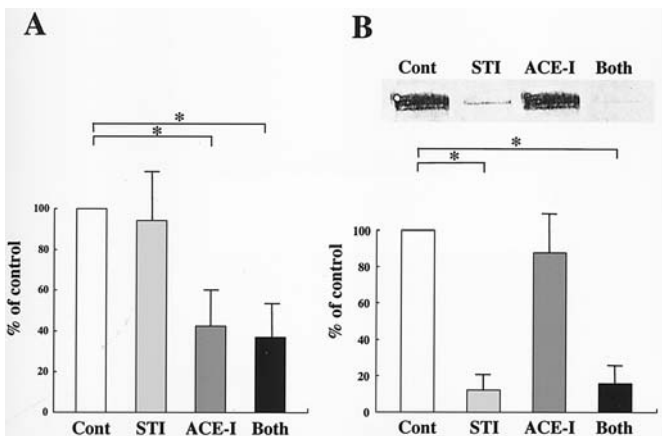 A
*
*
% of control
100
80
60
40
20
0
Cont STI ACE-I Both
B
Cont STI ACE-I Both
*
*
% of control
100
80
60
40
20
0
Cont STI ACE-I Both